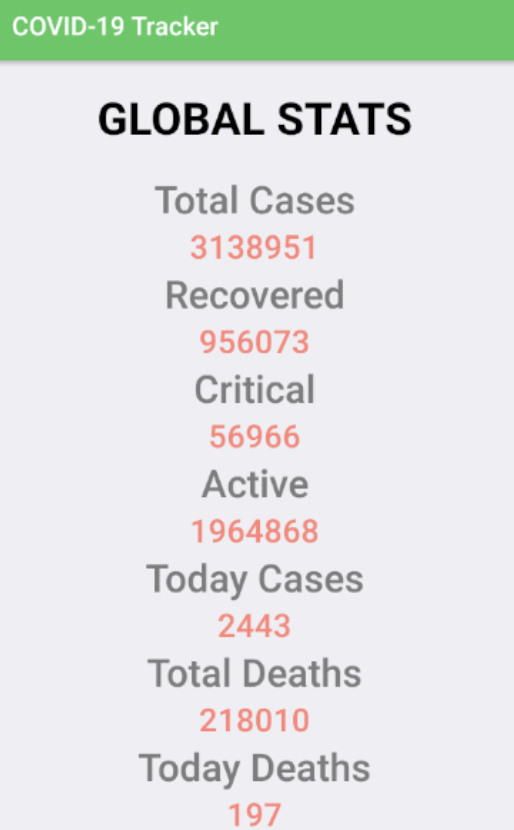 COVID-19 Tracker
GLOBAL STATS
Total Cases
3138951
Recovered
956073
Critical
56966
Active
1964868
Today Cases
2443
Total Deaths
218010
Today Deaths
197